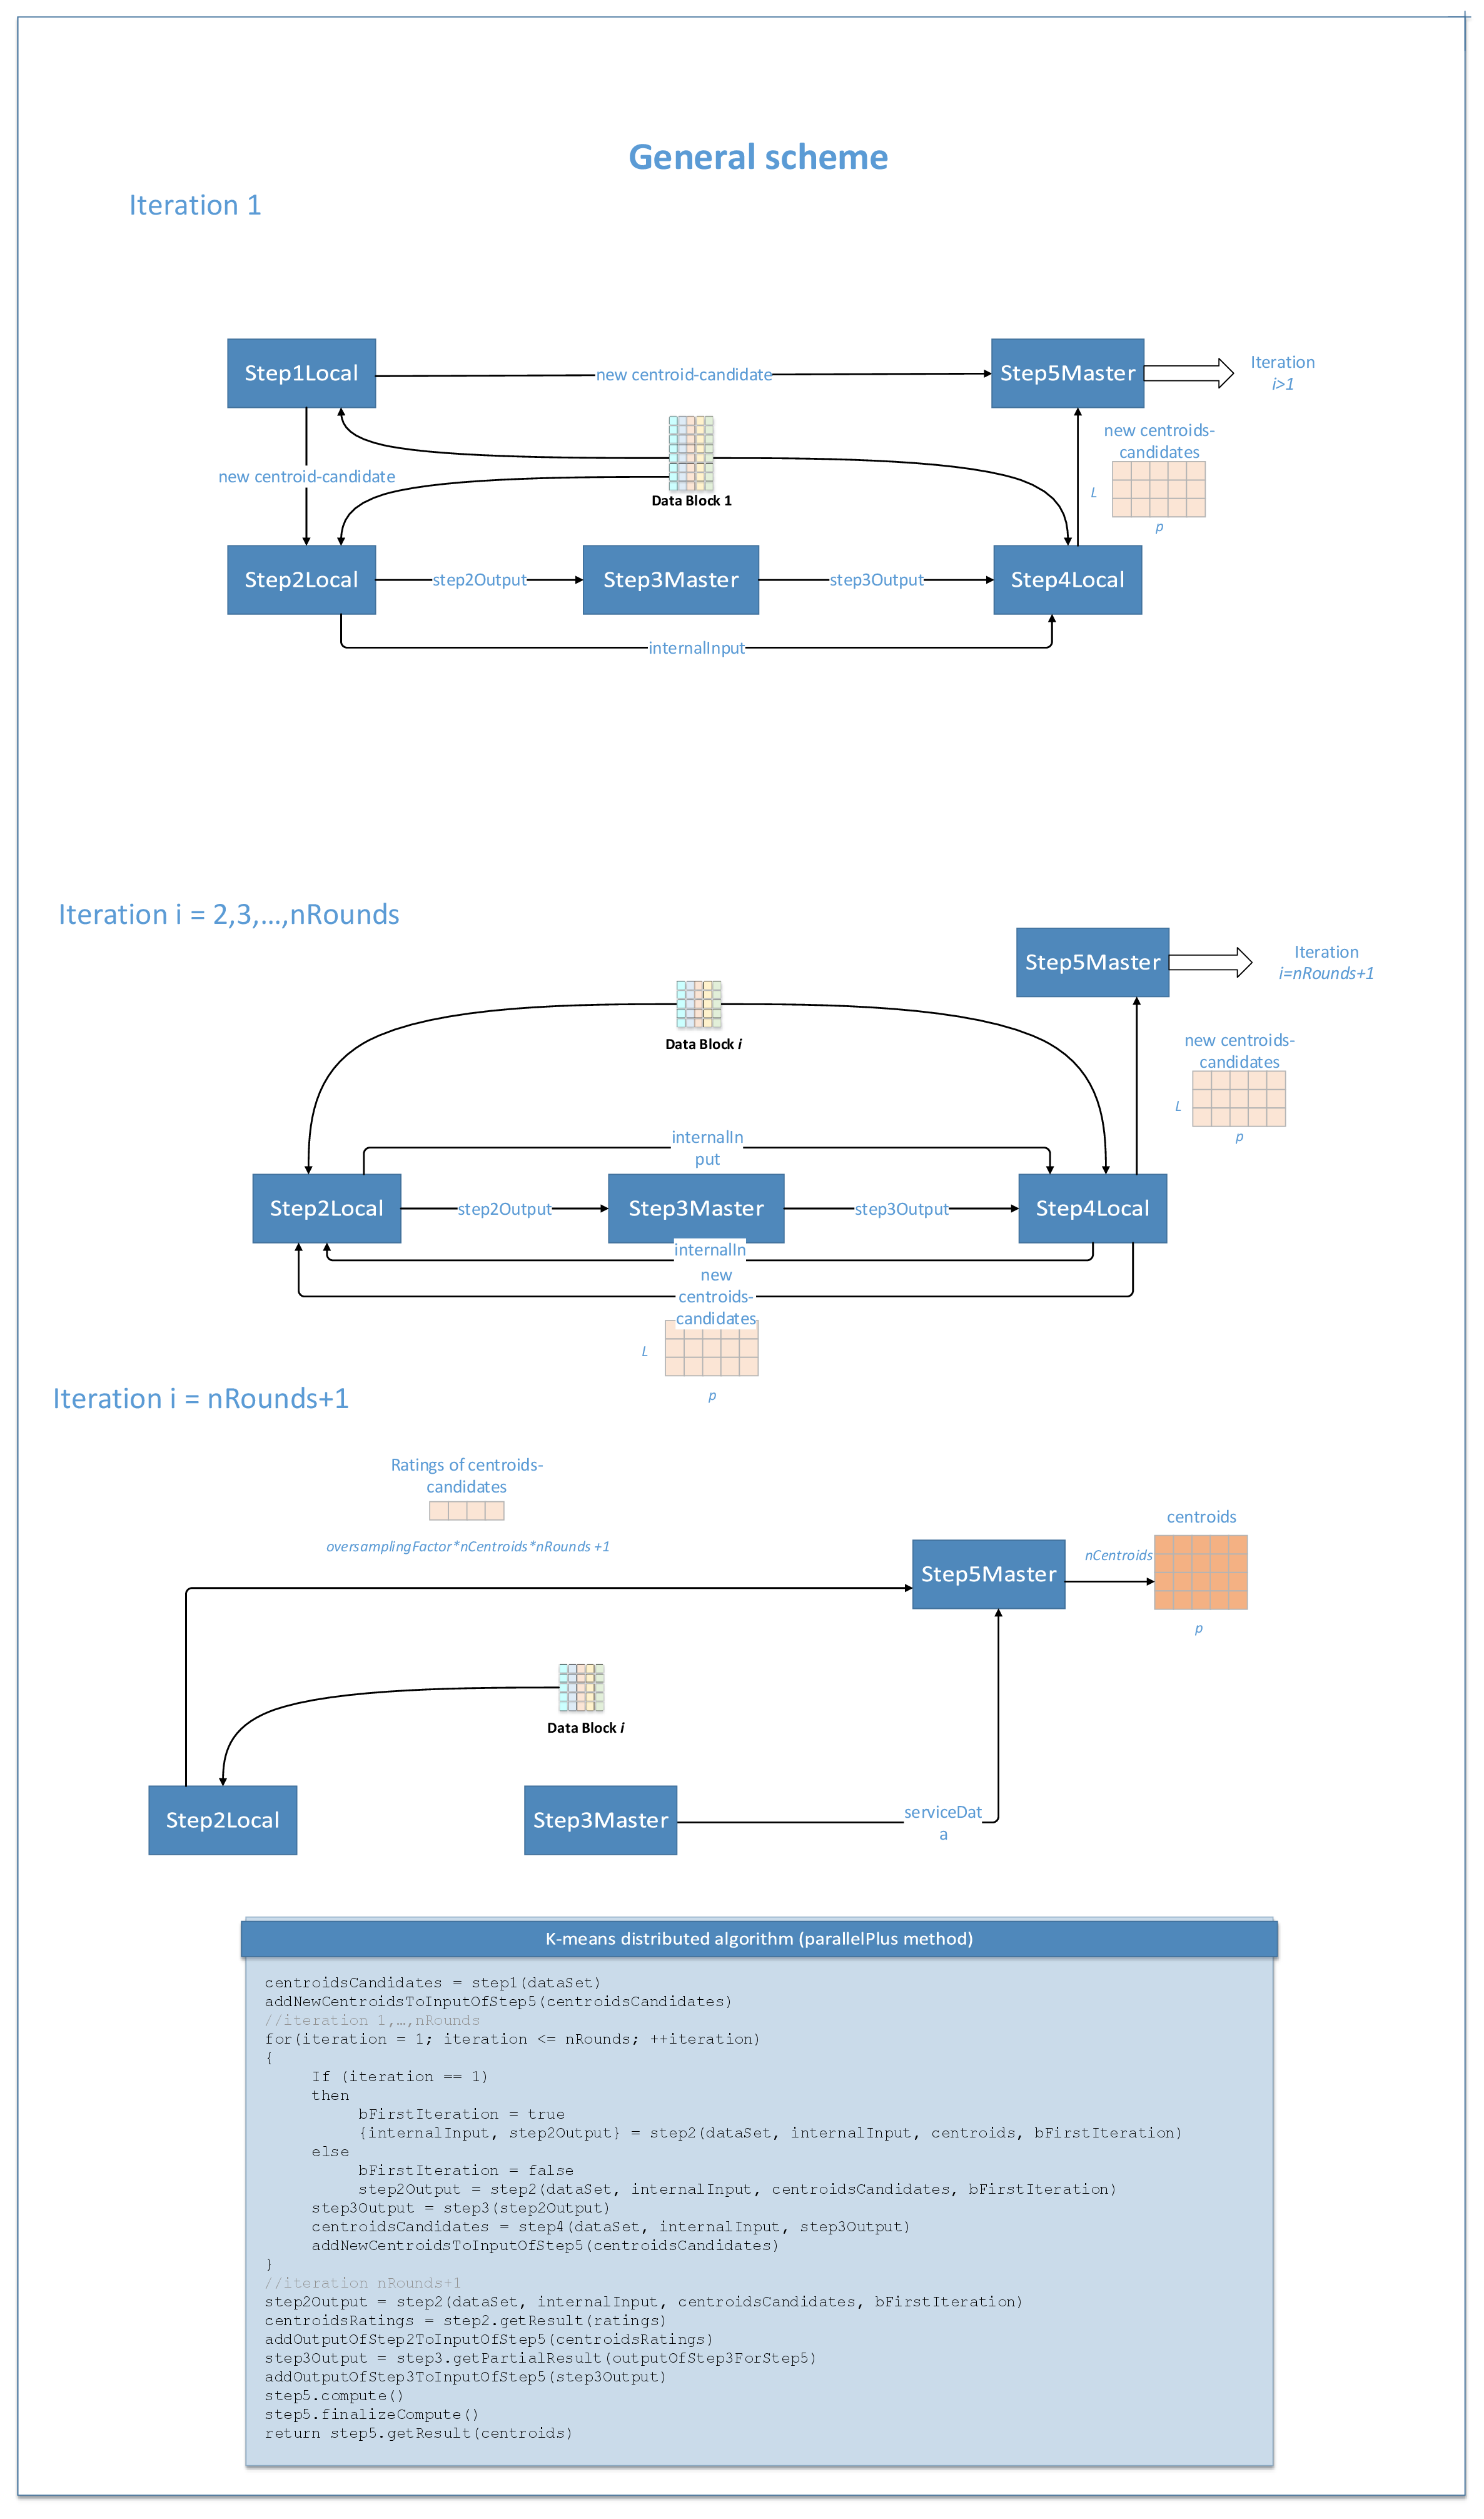 General scheme
Iteration 1
Step1Local
new centroid-candidate
Step5Master
Iteration
i>1
new centroids-
candidates
L
p
new centroid-candidate
Data Block 1
Step2Local
step2Output
Step3Master
step3Output
Step4Local
internalInput
Iteration i = 2,3,…,nRounds
Step5Master
Iteration
i=nRounds+1
Data Block i
new centroids-
candidates
L
p
internalIn
put
Step2Local
step2Output
Step3Master
step3Output
Step4Local
internalIn
new
centroids-
candidates
L
p
Iteration i = nRounds+1
Ratings of centroids-
candidates
oversamplingFactor*nCentroids*nRounds +1
Step5Master
nCentroids
centroids
p
Data Block i
Step2Local
Step3Master
serviceDat
a
K-means distributed algorithm (parallelPlus method)
centroidsCandidates = step1(dataSet)
addNewCentroidsToInputOfStep5(centroidsCandidates)
//iteration 1,…,nRounds
for(iteration = 1; iteration <= nRounds; ++iteration)
{
If (iteration == 1)
then
bFirstIteration = true
{internalInput, step2Output} = step2(dataSet, internalInput, centroids, bFirstIteration)
else
bFirstIteration = false
step2Output = step2(dataSet, internalInput, centroidsCandidates, bFirstIteration)
step3Output = step3(step2Output)
centroidsCandidates = step4(dataSet, internalInput, step3Output)
addNewCentroidsToInputOfStep5(centroidsCandidates)
}
//iteration nRounds+1
step2Output = step2(dataSet, internalInput, centroidsCandidates, bFirstIteration)
centroidsRatings = step2.getResult(ratings)
addOutputOfStep2ToInputOfStep5(centroidsRatings)
step3Output = step3.getPartialResult(outputOfStep3ForStep5)
addOutputOfStep3ToInputOfStep5(step3Output)
step5.compute()
step5.finalizeCompute()
return step5.getResult(centroids)